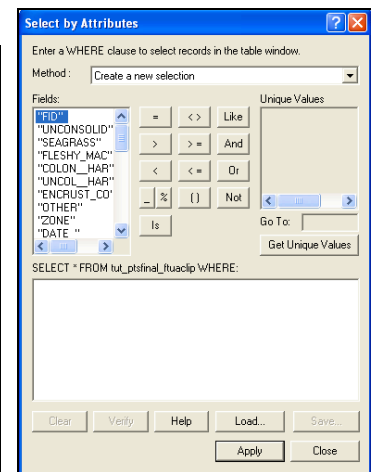 Select by Attributes
Enter a WHERE clause to select records in the table window.
Method : Create a new selection
Fields: Unique Values
"FID"
"UNCONSOLID"
"SEAGRASS"
"FLESHY_MAC"
"COLON__HAR"
"UNCOL__HAR"
"ENCRUST_CO"
"OTHER"
"ZONE"
"DATE_"
= <> Like
> >= And
< <= Or
_ % () Not
Is
Go To:
Get Unique Values
SELECT * FROM tut_ptsfinal_ftuaclip WHERE:
Clear Verify Help Load... Save...
Apply Close